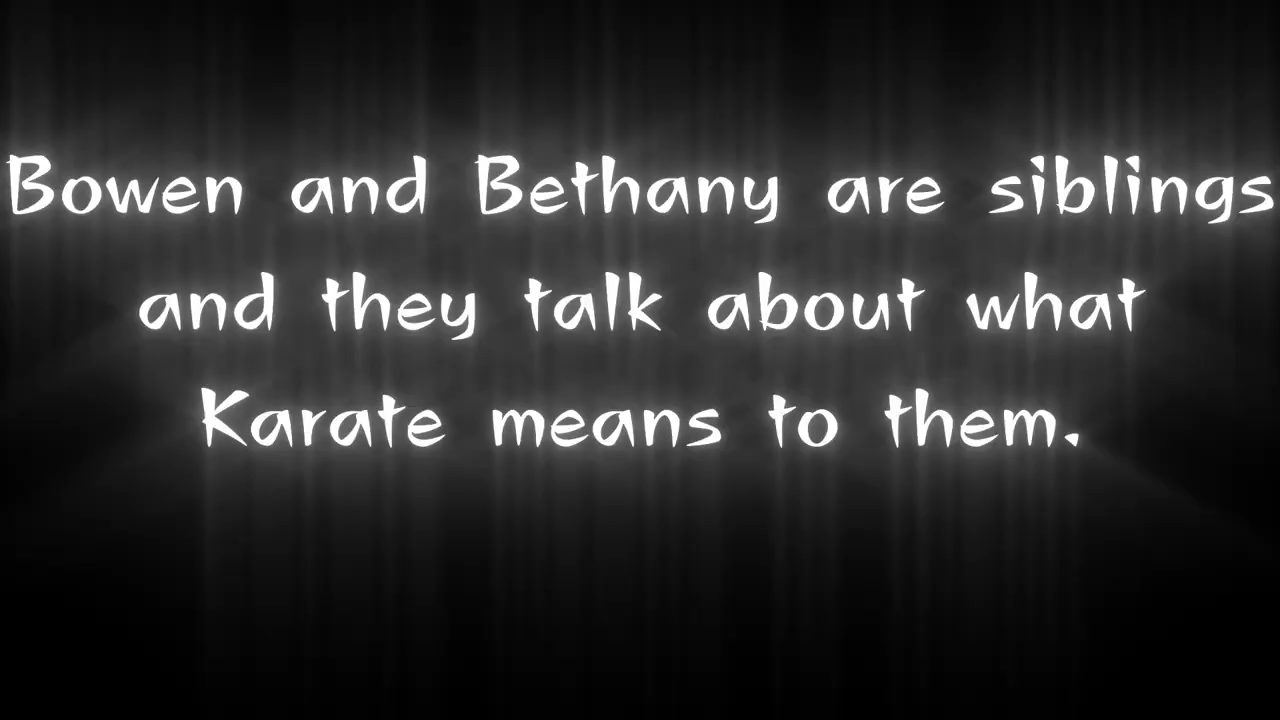 Bowen and Bethany are siblings
and they talk about what
Karate means to them.